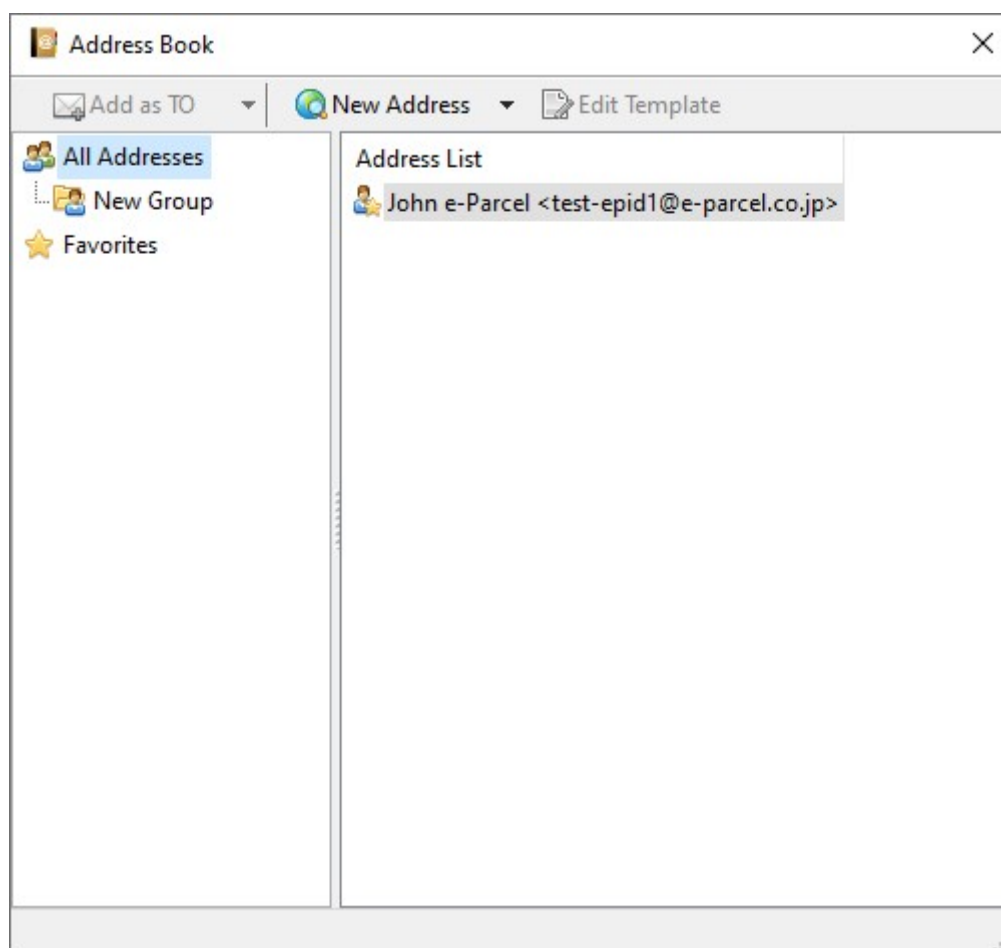 Address Book
Add as TO New Address Edit Template
All Addresses
New Group
Favorites
Address List
John e-Parcel <test-epid1@e-parcel.co.jp>